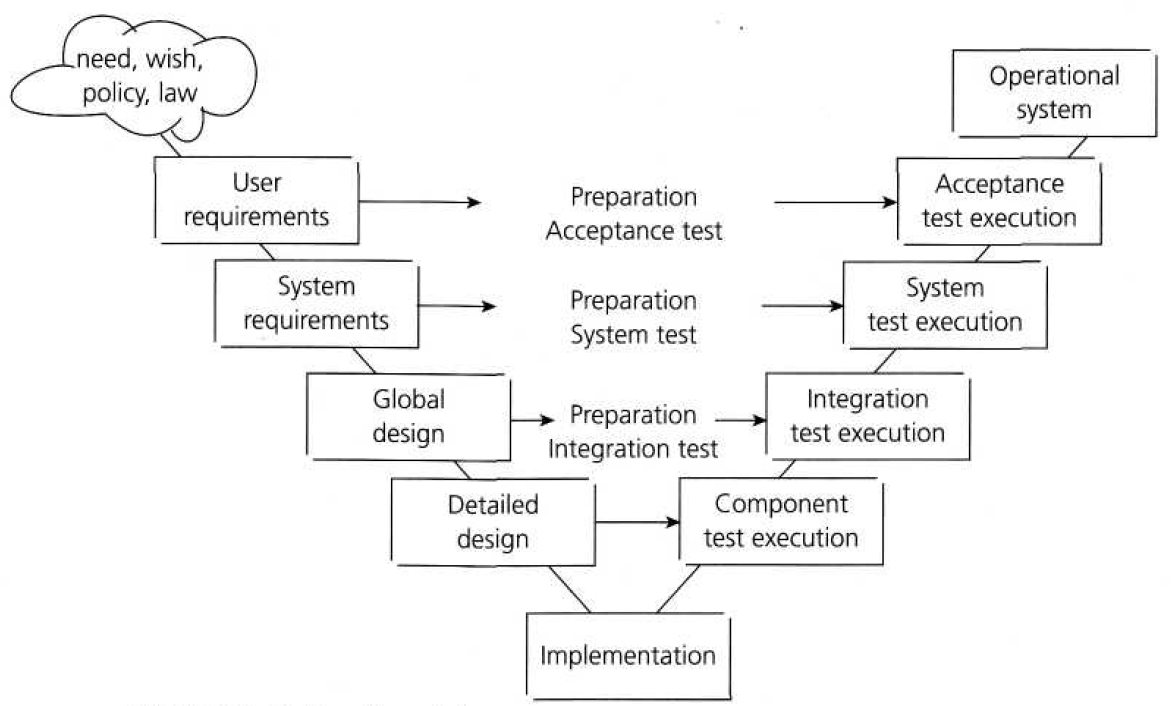 need, wish,
policy, law
Operational
system
User
requirements
Preparation
Acceptance test
Acceptance
test execution
System
requirements
Preparation
System test
System
test execution
Global
design
Preparation
Integration test
Integration
test execution
Detailed
design
Component
test execution
Implementation